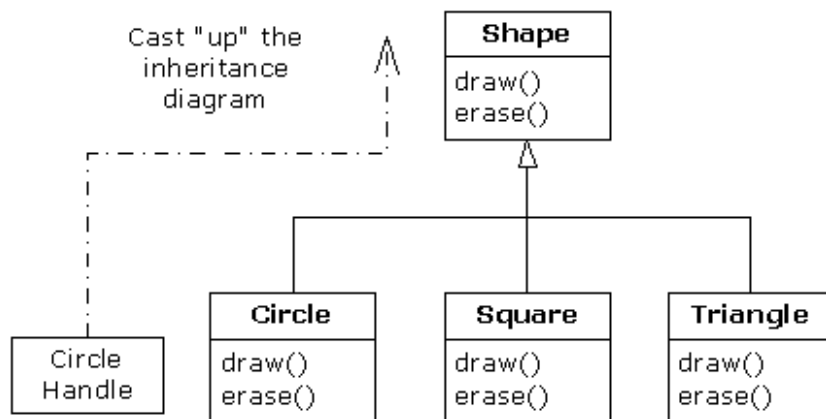 Cast "up" the
inheritance
diagram
Shape
draw()
erase()
Circle
Handle
Circle
draw()
erase()
Square
draw()
erase()
Triangle
draw()
erase()